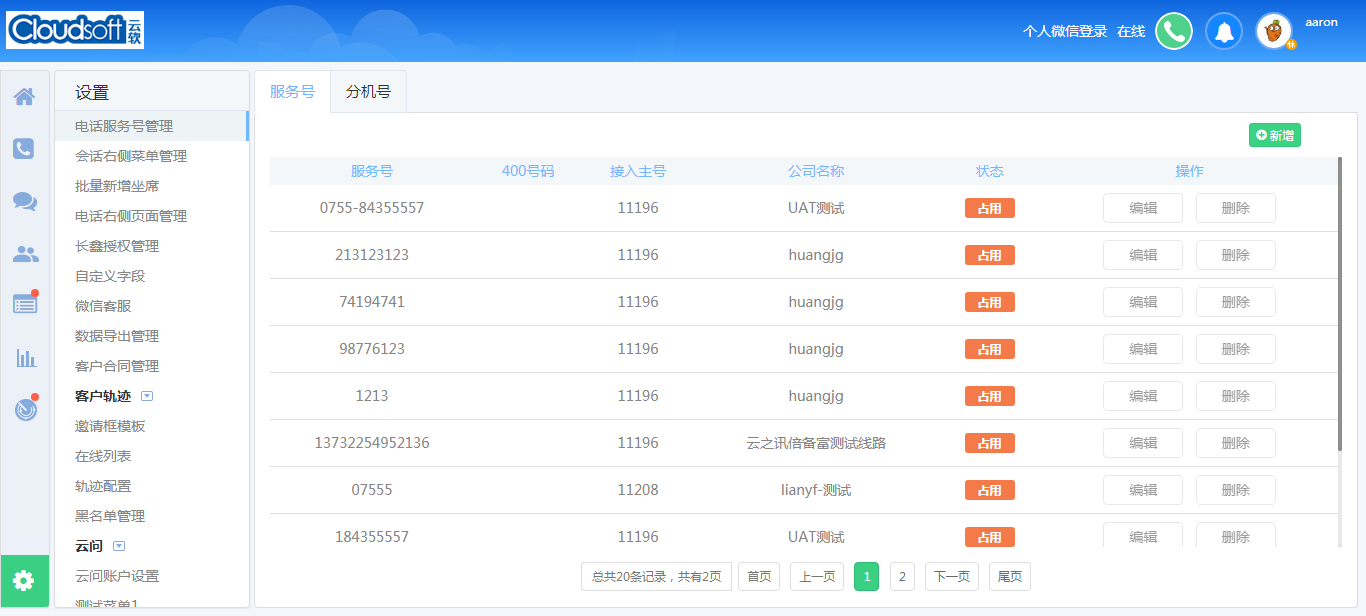 Cloudsoft 云软
个人微信登录 在线 aaron
休
设置
电话服务号管理
会话右侧菜单管理
批量新增坐席
电话右侧页面管理
长鑫授权管理
自定义字段
微信客服
数据导出管理
客户合同管理
客户轨迹
邀请框模板
在线列表
轨迹配置
黑名单管理
云问
云问账户设置
测试菜单1
服务号 分机号
新增
服务号 400号码 接入主号 公司名称 状态 操作
0755-84355557 11196 UAT测试 占用 编辑 删除
213123123 11196 huangjg 占用 编辑 删除
74194741 11196 huangjg 占用 编辑 删除
98776123 11196 huangjg 占用 编辑 删除
1213 11196 huangjg 占用 编辑 删除
13732254952136 11196 云之讯倍备富测试线路 占用 编辑 删除
07555 11208 lianyf-测试 占用 编辑 删除
184355557 11196 UAT测试 占用 编辑 删除
总共20条记录，共有2页 首页 上一页 1 2 下一页 尾页